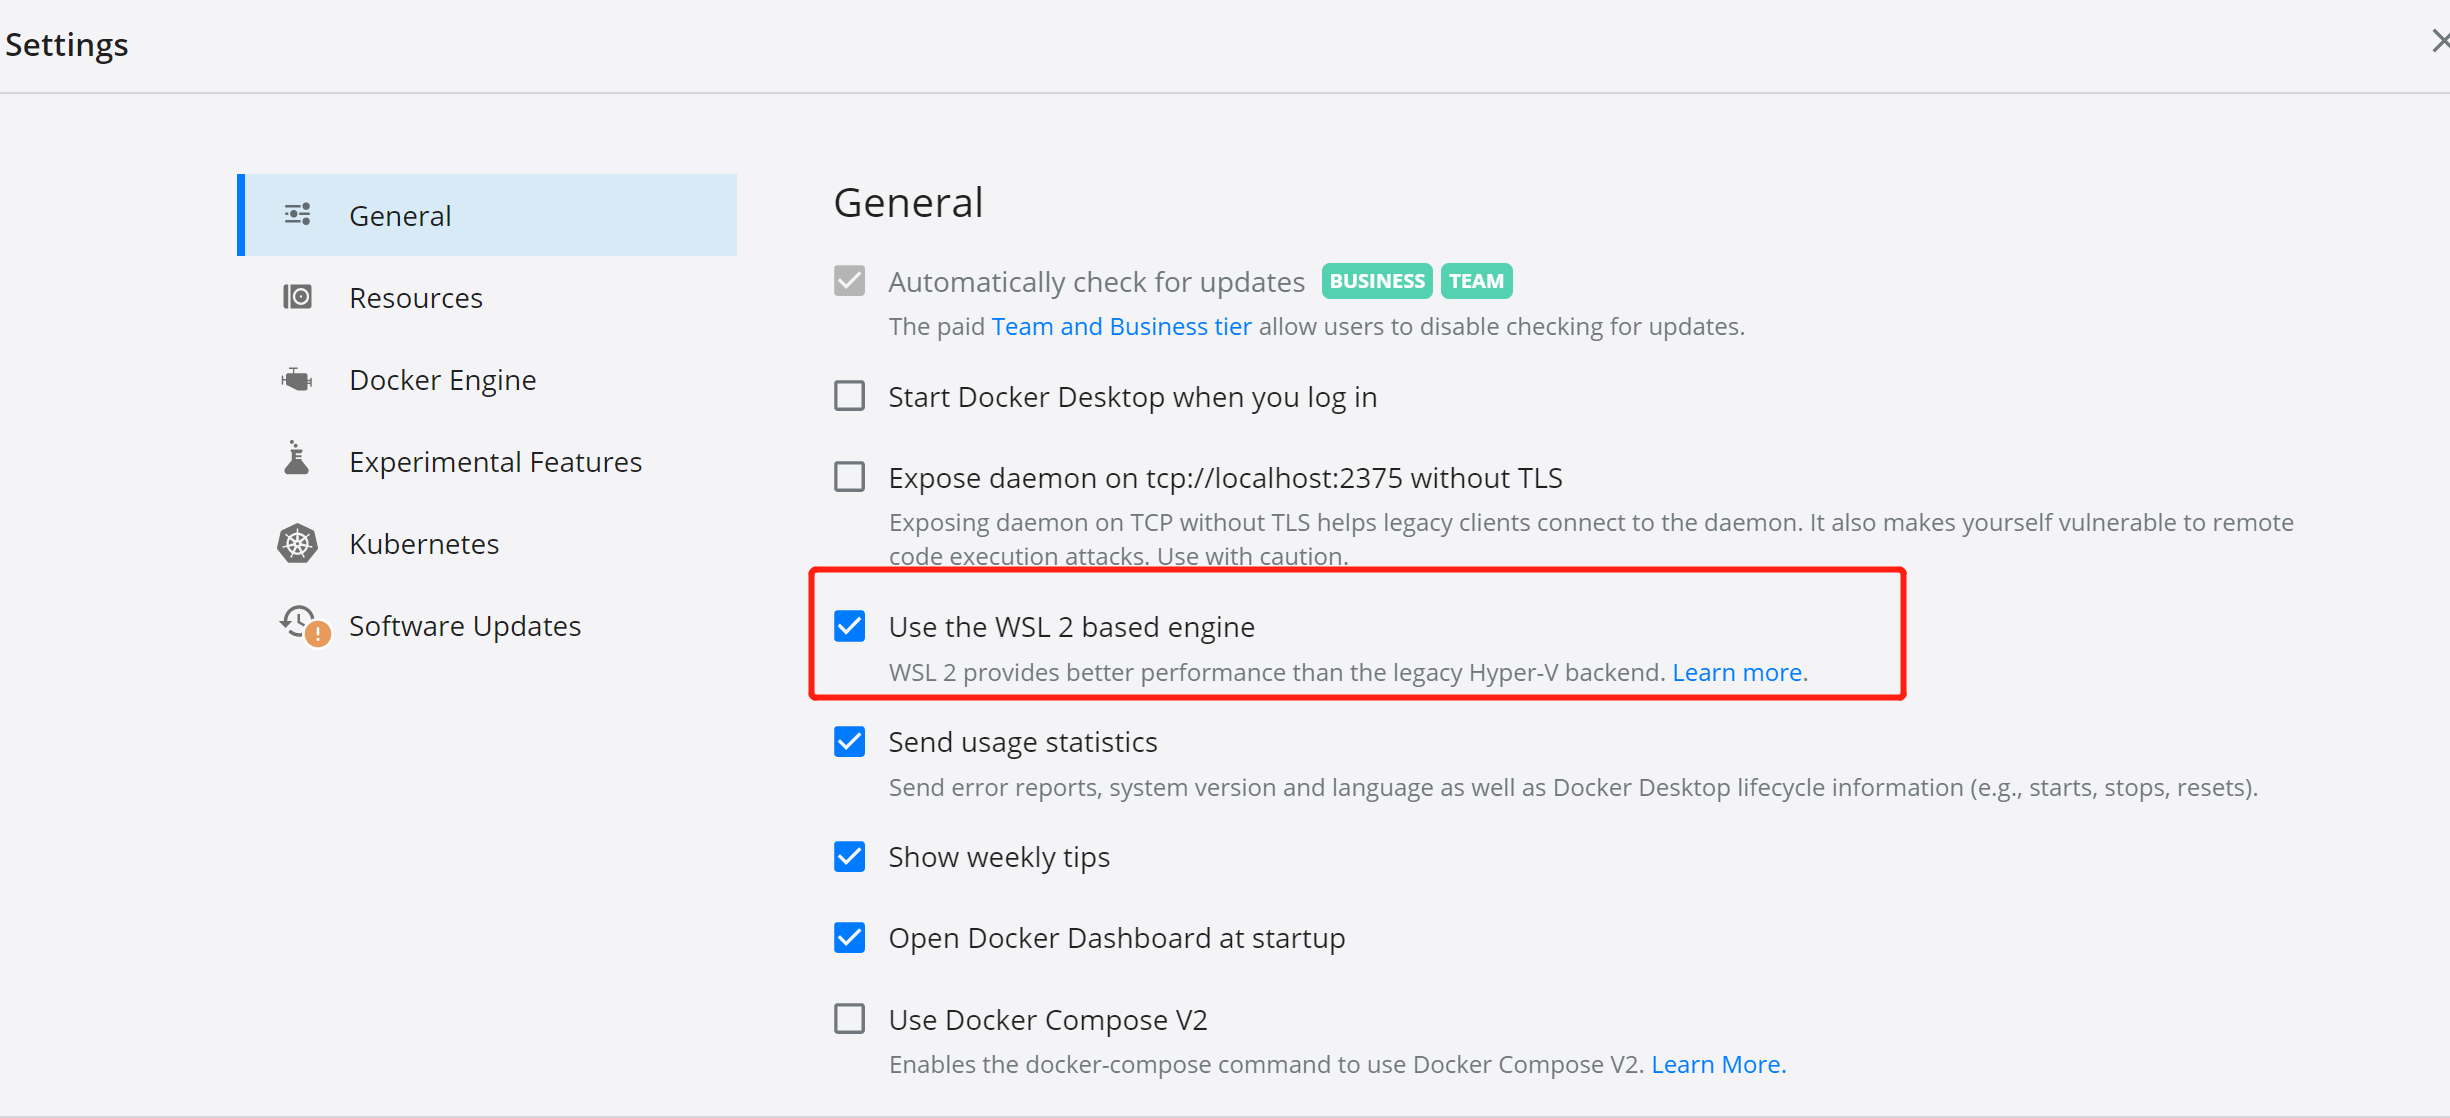 Settings
General
Resources
Docker Engine
Experimental Features
Kubernetes
Software Updates
General
Automatically check for updates BUSINESS TEAM
The paid Team and Business tier allow users to disable checking for updates.
Start Docker Desktop when you log in
Expose daemon on tcp://localhost:2375 without TLS
Exposing daemon on TCP without TLS helps legacy clients connect to the daemon. It also makes yourself vulnerable to remote
code execution attacks. Use with caution.
Use the WSL 2 based engine
WSL 2 provides better performance than the legacy Hyper-V backend. Learn more.
Send usage statistics
Send error reports, system version and language as well as Docker Desktop lifecycle information (e.g., starts, stops, resets).
Show weekly tips
Open Docker Dashboard at startup
Use Docker Compose V2
Enables the docker-compose command to use Docker Compose V2. Learn More.